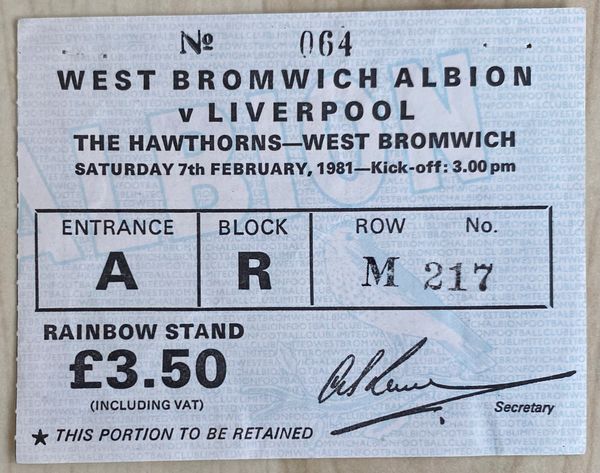 Nº 064
WEST BROMWICH ALBION
v LIVERPOOL
THE HAWTHORNS—WEST BROMWICH
SATURDAY 7th FEBRUARY, 1981—Kick-off: 3.00 pm
ENTRANCE BLOCK ROW No.
A R M 217
RAINBOW STAND
£3.50
(INCLUDING VAT)
Secretary
★ THIS PORTION TO BE RETAINED
ALBION